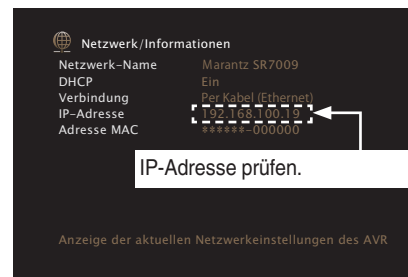 Netzwerk/Informationen
Netzwerk-Name Marantz SR7009
DHCP Ein
Verbindung Per Kabel (Ethernet)
IP-Adresse 192.168.100.19
Adresse MAC ******-000000
IP-Adresse prüfen.
Anzeige der aktuellen Netzwerkeinstellungen des AVR